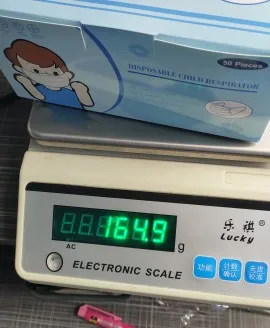 50 Pieces
DISPOSABLE CHILD RESPIRATOR
164.9
g
AC
乐祺
Lucky
ELECTRONIC SCALE
功能
计数
确认
去皮
校准